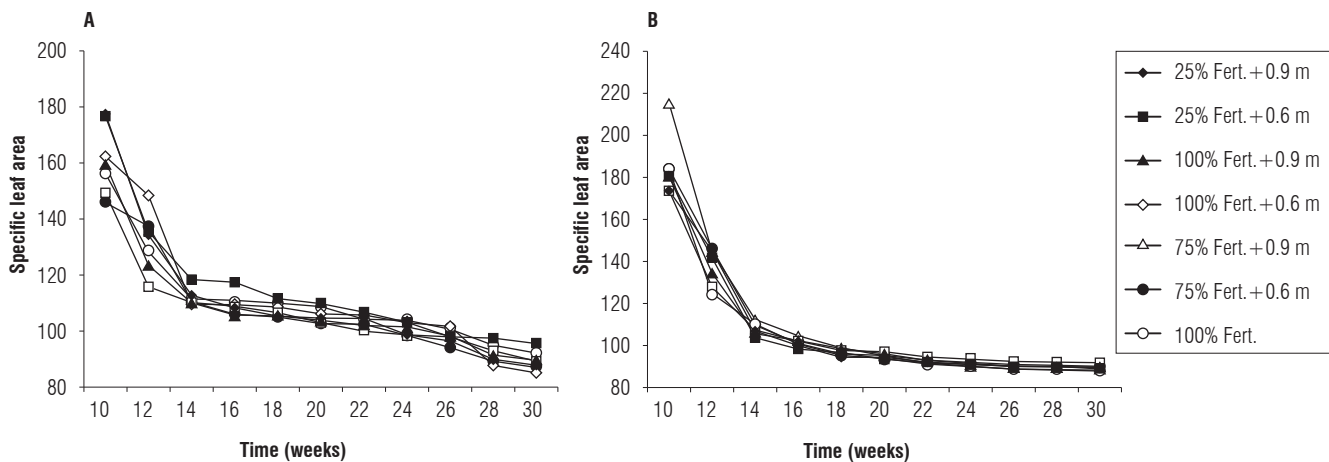 A
Specific leaf area
200
180
160
140
120
100
80
10 12 14 16 18 20 22 24 26 28 30
Time (weeks)
B
Specific leaf area
240
220
200
180
160
140
120
100
80
10 12 14 16 18 20 22 24 26 28 30
Time (weeks)
25% Fert.+0.9 m
25% Fert.+0.6 m
100% Fert.+0.9 m
100% Fert.+0.6 m
75% Fert.+0.9 m
75% Fert.+0.6 m
100% Fert.